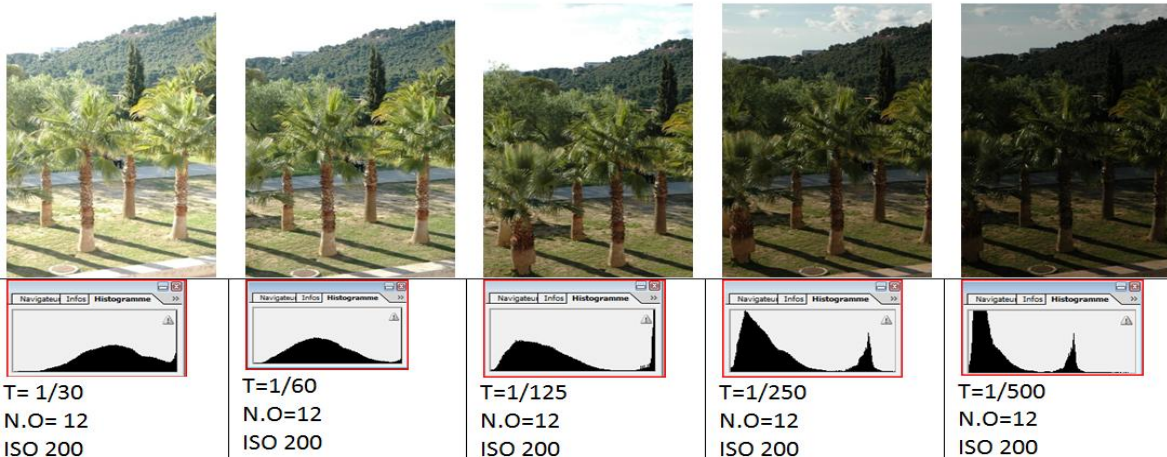 Navigateu Infos Histogramme >>
T= 1/30
N.O= 12
ISO 200
Navigateu Infos Histogramme >>
T=1/60
N.O=12
ISO 200
Navigateu Infos Histogramme >>
T=1/125
N.O=12
ISO 200
Navigateu Infos Histogramme >>
T=1/250
N.O=12
ISO 200
Navigateu Infos Histogramme >>
T=1/500
N.O=12
ISO 200